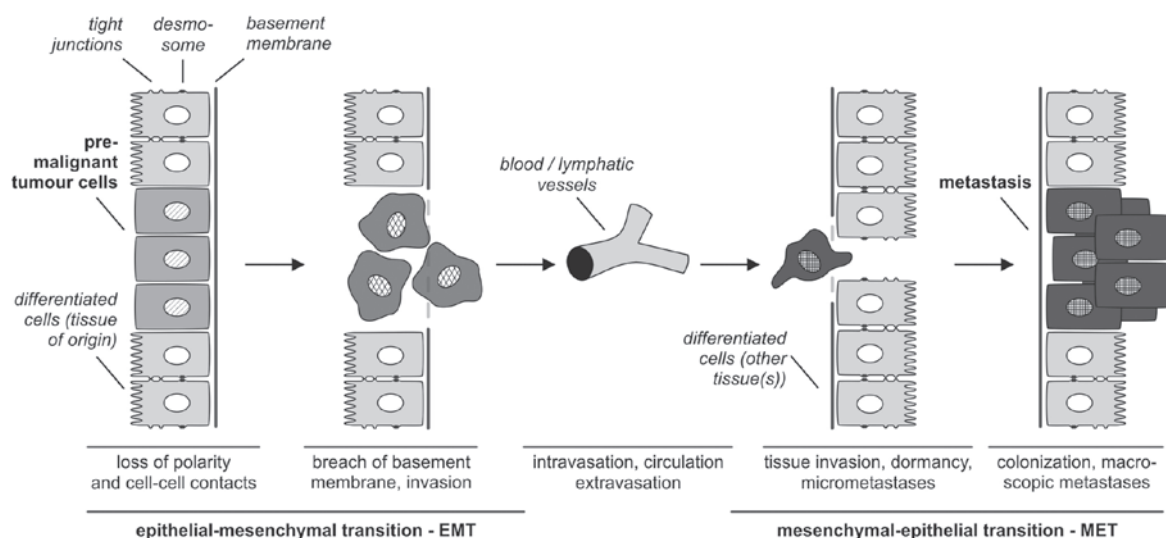 tight
junctions
desmo-
some
basement
membrane
pre-
malignant
tumour cells
differentiated
cells (tissue
of origin)
blood / lymphatic
vessels
differentiated
cells (other
tissue(s))
metastasis
loss of polarity
and cell-cell contacts
breach of basement
membrane, invasion
intravasation, circulation
extravasation
tissue invasion, dormancy,
micrometastases
colonization, macro-
scopic metastases
epithelial-mesenchymal transition - EMT
mesenchymal-epithelial transition - MET